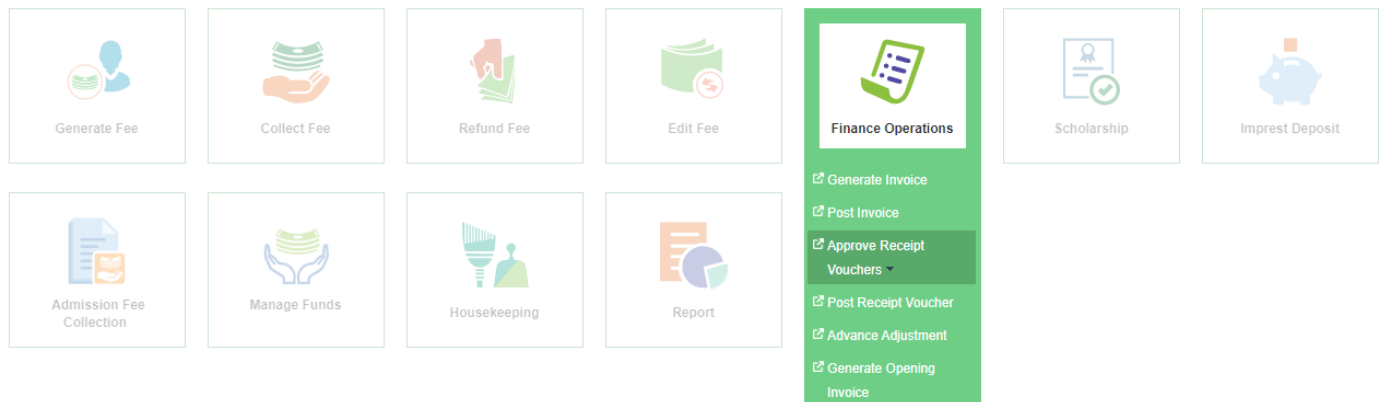 Generate Fee
Collect Fee
Refund Fee
Edit Fee
Finance Operations
Scholarship
Imprest Deposit
Generate Invoice
Post Invoice
Approve Receipt
Vouchers
Post Receipt Voucher
Advance Adjustment
Generate Opening
Invoice
Admission Fee
Collection
Manage Funds
Housekeeping
Report